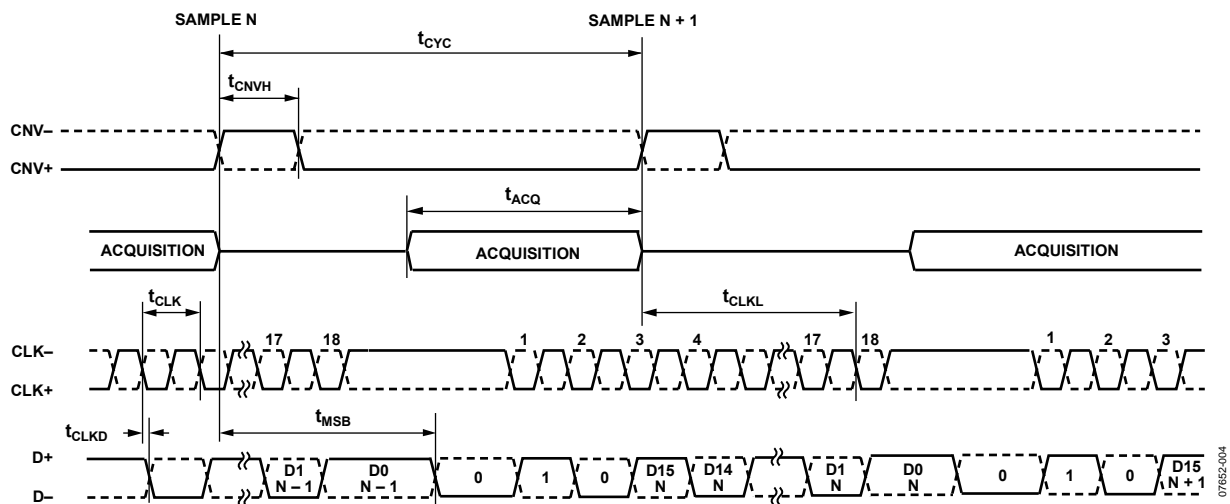 SAMPLE N SAMPLE N + 1
tCYC
tCNVH
CNV–
CNV+
tACQ
ACQUISITION ACQUISITION ACQUISITION
tCLK tCLKL
17 18 1 2 3 4 17 18 1 2 3
CLK–
CLK+
tCLKD tMSB
D+
D1 D0 D15 D14 D1 D0 D15
0 1 0 0 1 0
N – 1 N – 1 N N N N N + 1
D–
07652-004